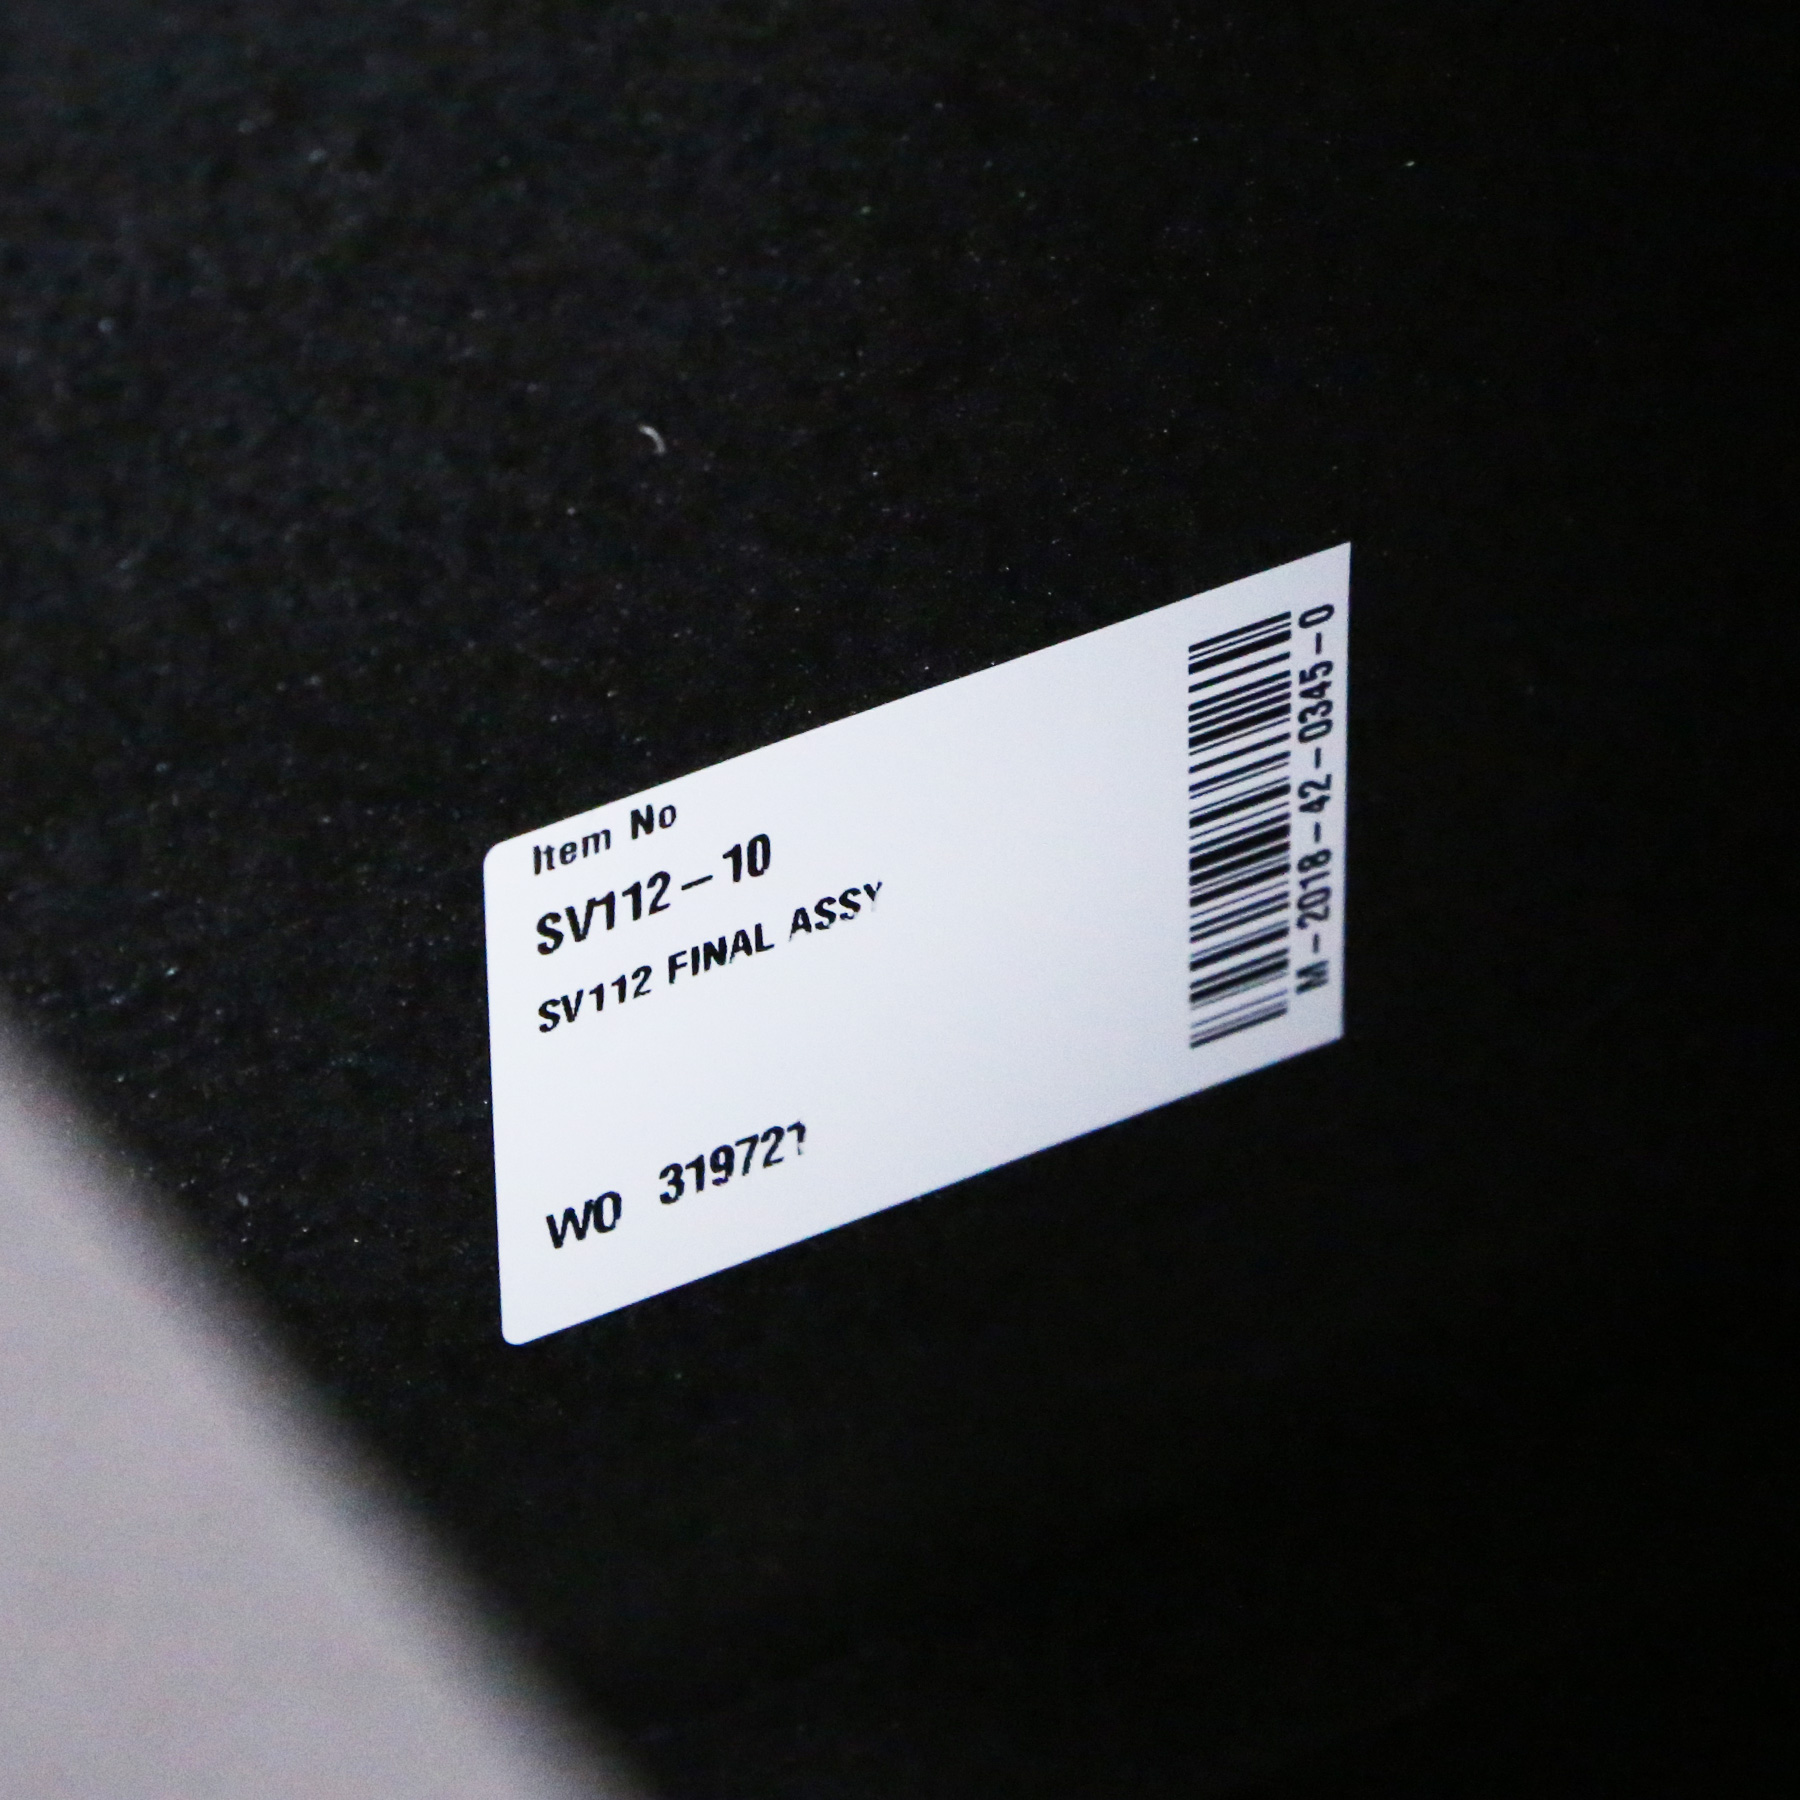 Item No
SV112-10
SV112 FINAL ASSY
WO 319721
M-2018-42-0345-0